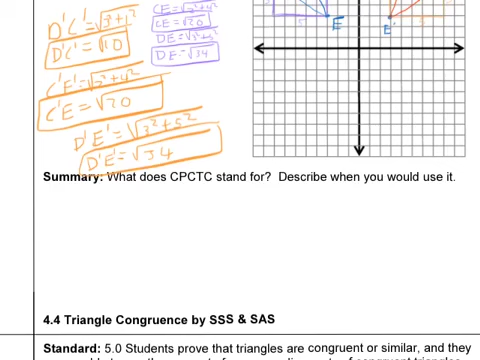 D'C' = √3²+1²
D'C' = √10
C'E' = √2²+4²
C'E = √20
D'E' = √3²+5²
D'E' = √34
CE = √2²+4²
CE = √20
DE = √3²+5²
DE = √34
E
E'
5
Summary: What does CPCTC stand for? Describe when you would use it.
4.4 Triangle Congruence by SSS & SAS
Standard: 5.0 Students prove that triangles are congruent or similar, and they